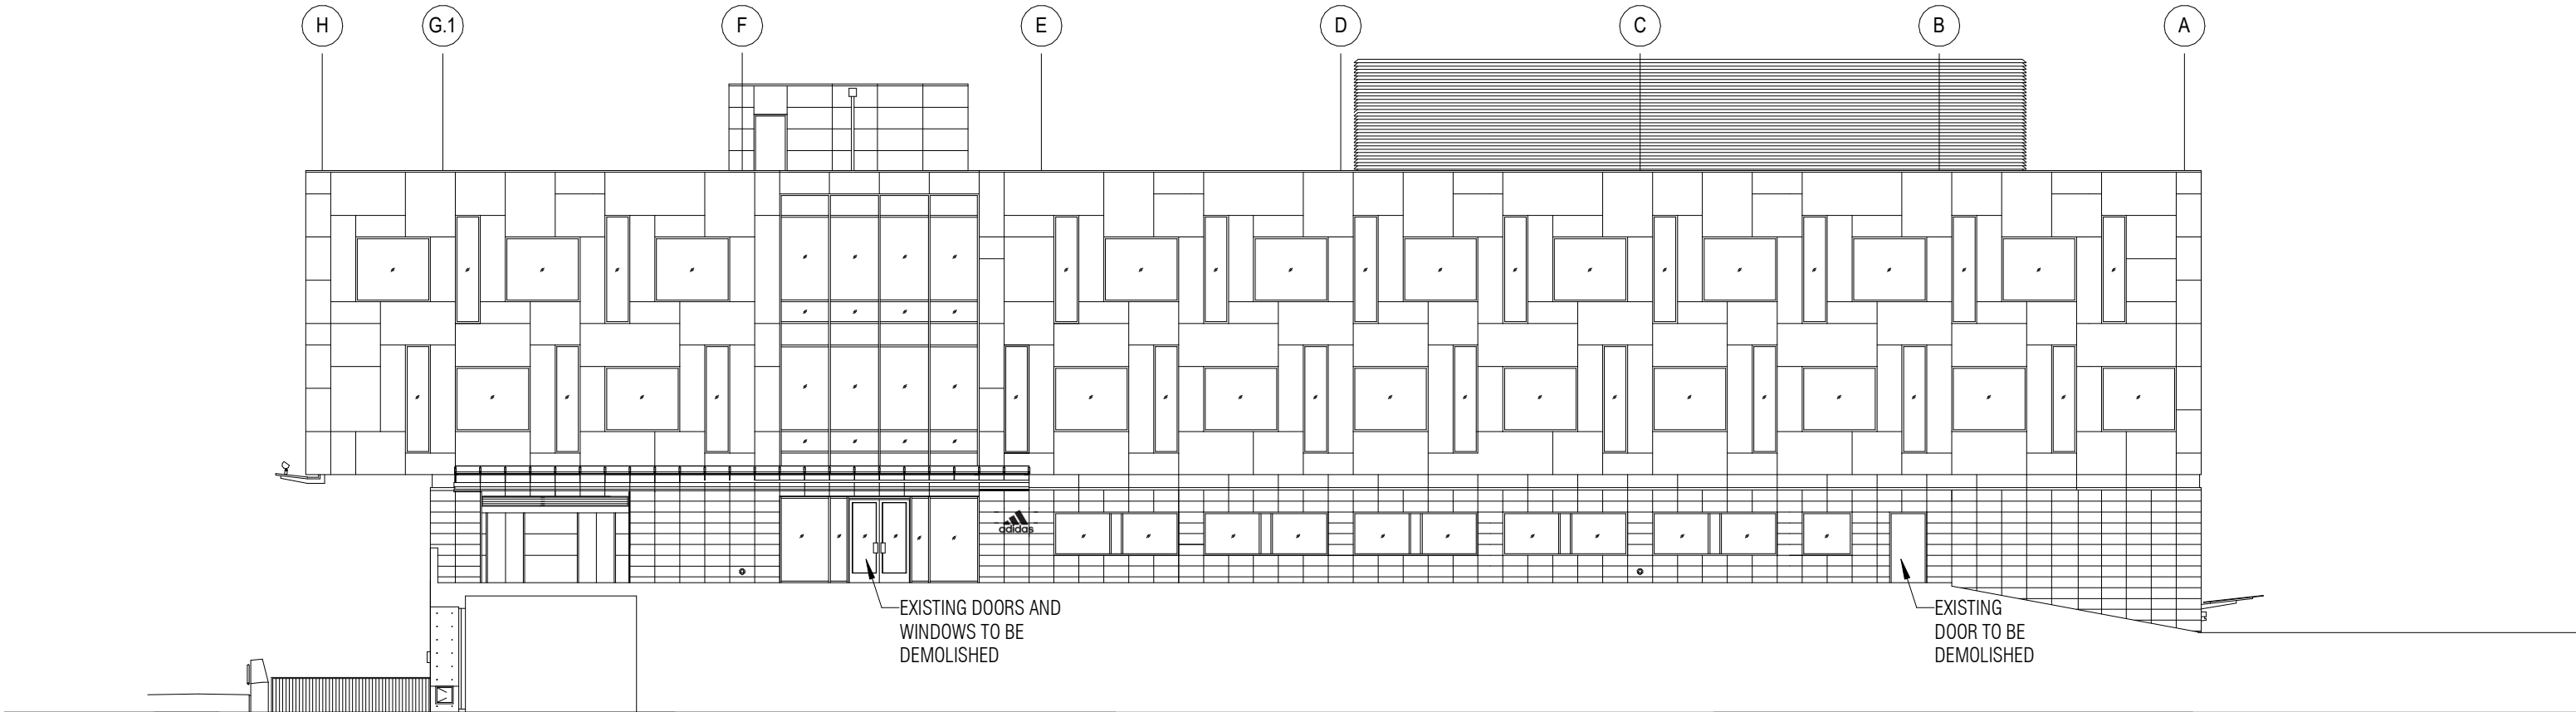 H G.1 F E D C B A
adidas
EXISTING DOORS AND
WINDOWS TO BE
DEMOLISHED
EXISTING
DOOR TO BE
DEMOLISHED